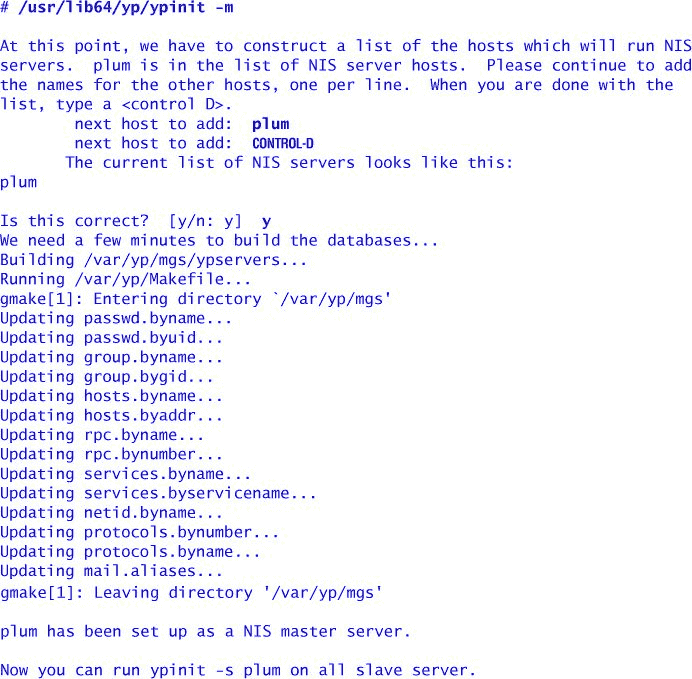 # /usr/lib64/yp/ypinit -m
At this point, we have to construct a list of the hosts which will run NIS
servers. plum is in the list of NIS server hosts. Please continue to add
the names for the other hosts, one per line. When you are done with the
list, type a <control D>.
next host to add: plum
next host to add: CONTROL-D
The current list of NIS servers looks like this:
plum
Is this correct? [y/n: y] y
We need a few minutes to build the databases...
Building /var/yp/mgs/ypservers...
Running /var/yp/Makefile...
gmake[1]: Entering directory `/var/yp/mgs'
Updating passwd.byname...
Updating passwd.byuid...
Updating group.byname...
Updating group.bygid...
Updating hosts.byname...
Updating hosts.byaddr...
Updating rpc.byname...
Updating rpc.bynumber...
Updating services.byname...
Updating services.byservicename...
Updating netid.byname...
Updating protocols.bynumber...
Updating protocols.byname...
Updating mail.aliases...
gmake[1]: Leaving directory '/var/yp/mgs'
plum has been set up as a NIS master server.
Now you can run ypinit -s plum on all slave server.